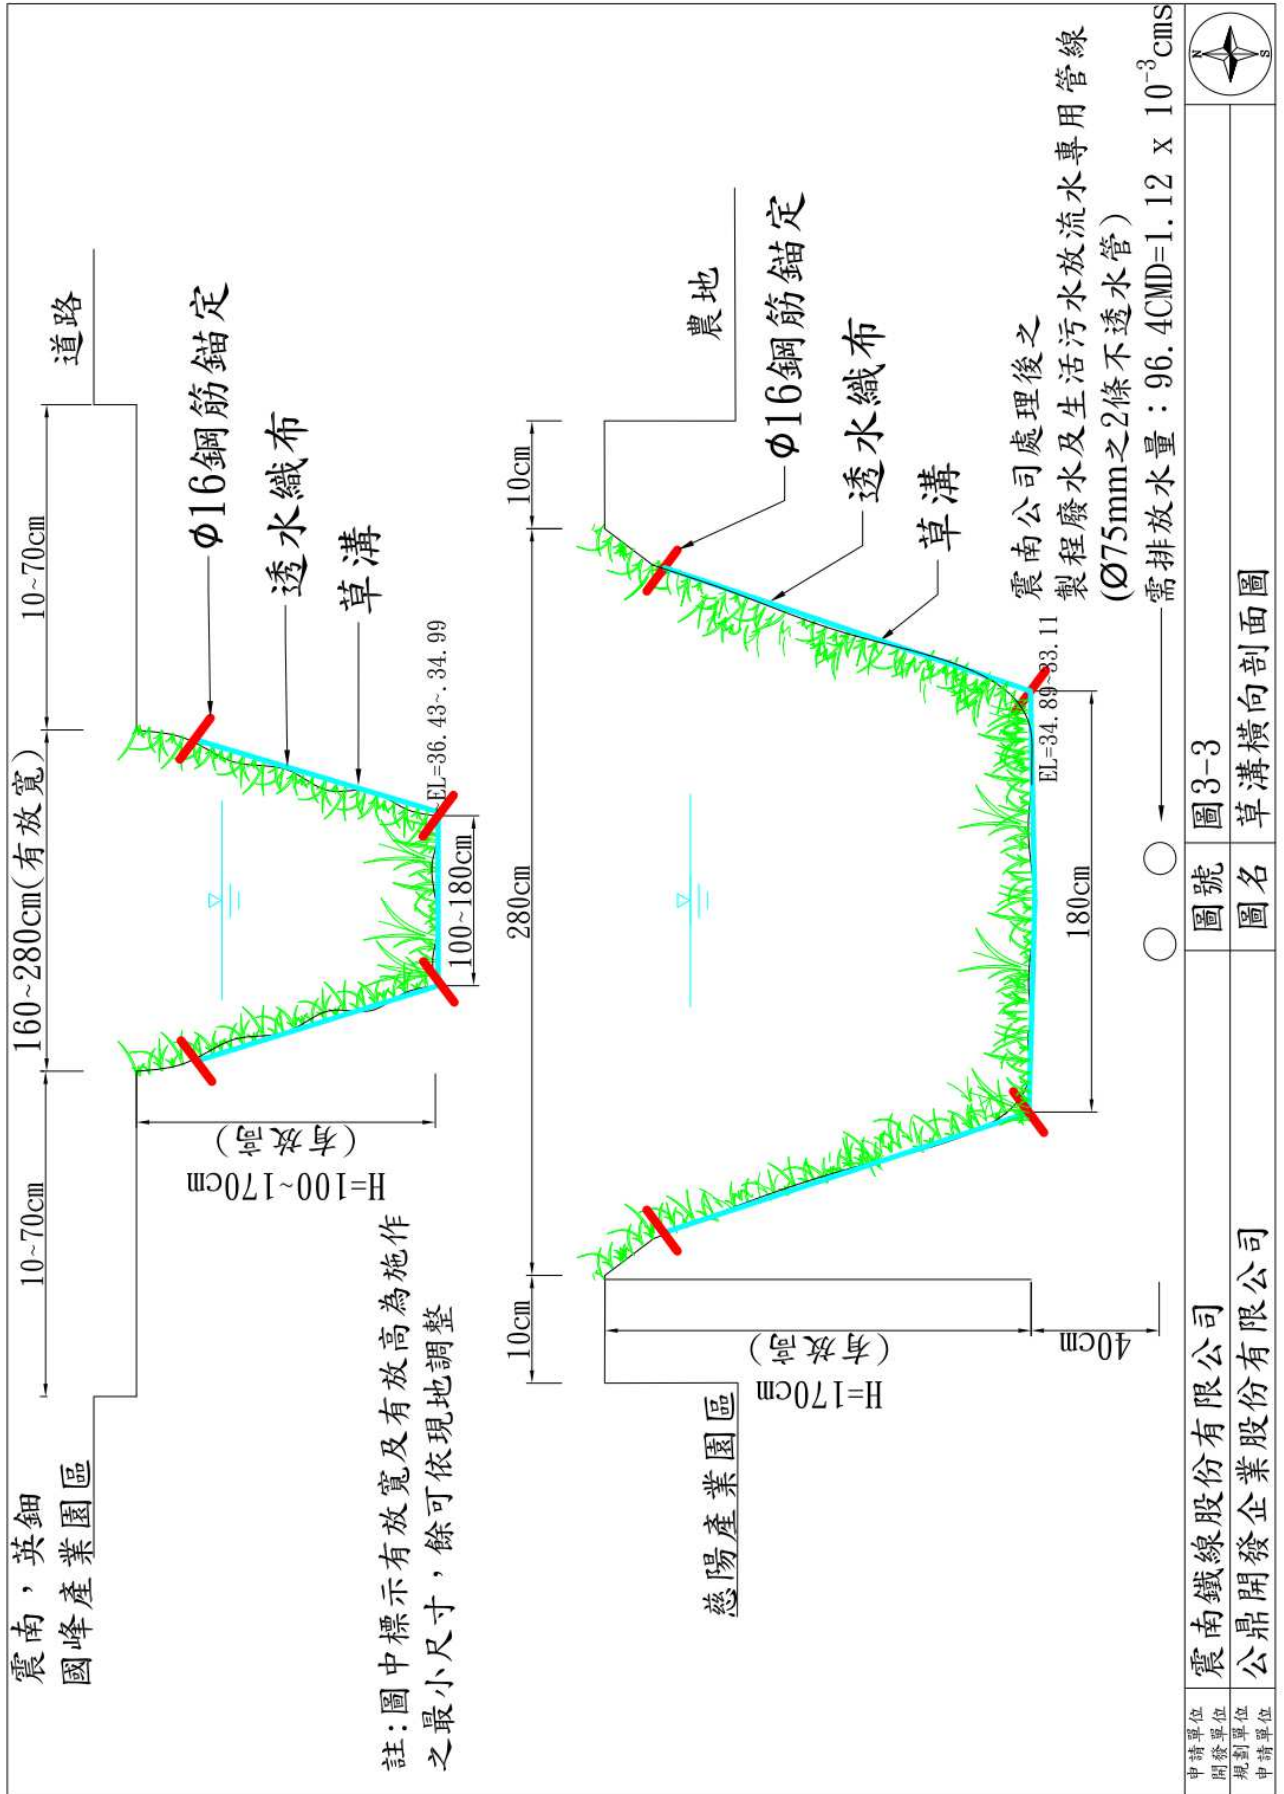 震南，英鈿
國峰產業園區
10~70cm
160~280cm(有放寬)
10~70cm
道路
H=100~170cm
(有放高)
ϕ16鋼筋錨定
透水織布
草溝
EL=36.43~.34.99
100~180cm
註:圖中標示有放寬及有放高為施作
之最小尺寸，餘可依現地調整
10cm
280cm
10cm
農地
慈陽產業園區
H=170cm
(有放高)
40cm
ϕ16鋼筋錨定
透水織布
草溝
EL=34.89~33.11
180cm
震南公司處理後之
製程廢水及生活污水放流水專用管線
(Ø75mm之2條不透水管)
需排放水量：96.4CMD=1.12 x 10⁻³cms
申請單位
開發單位
震南鐵線股份有限公司
圖號
圖3-3
規劃單位
申請單位
公鼎開發企業股份有限公司
圖名
草溝橫向剖面圖
N
S